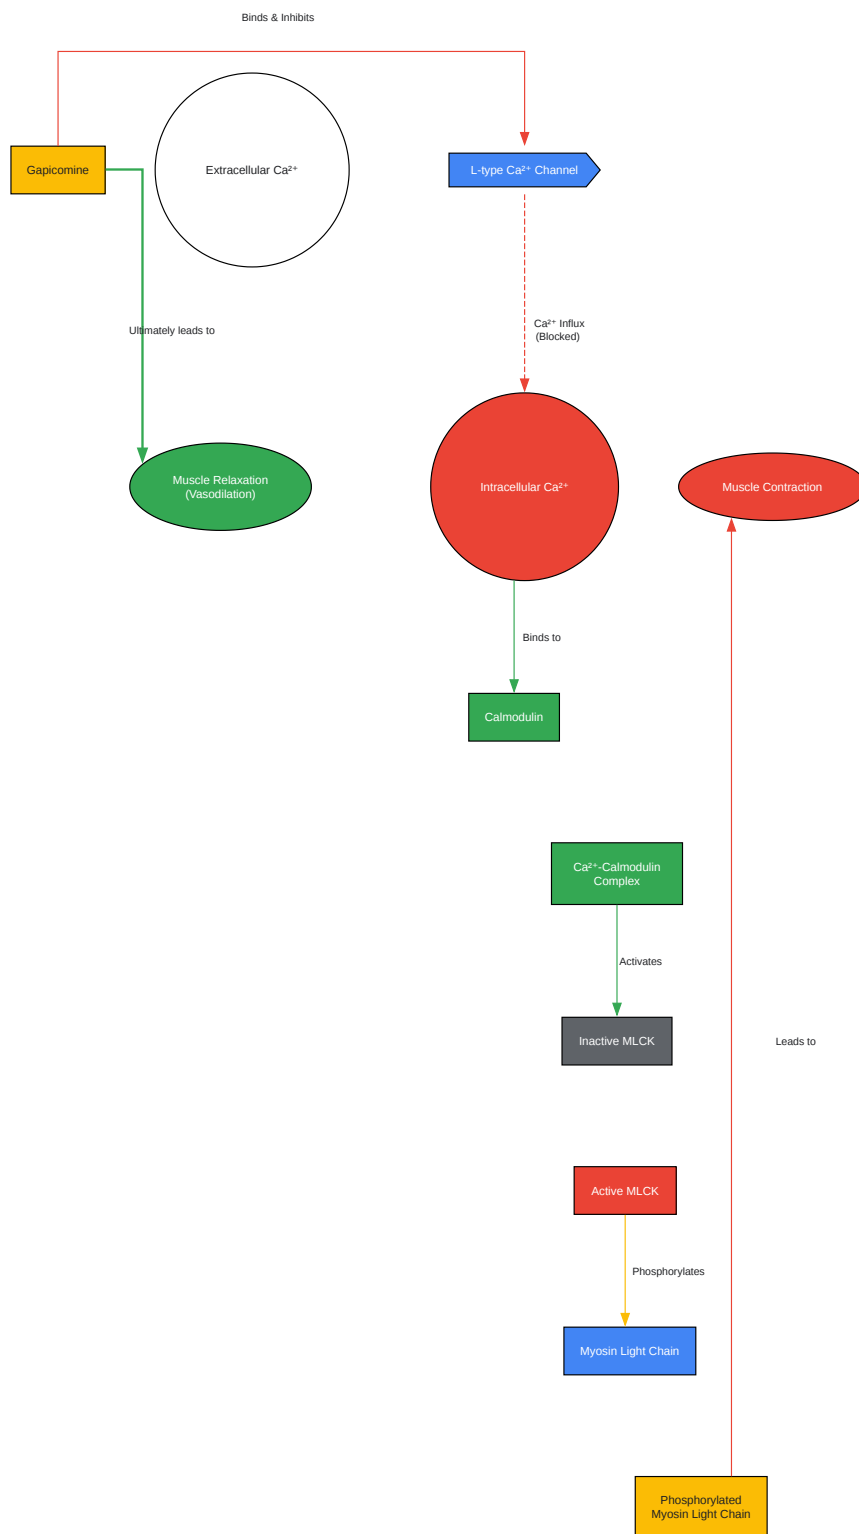 Binds & Inhibits
Gapicomine
Extracellular Ca²⁺
L-type Ca²⁺ Channel
Ca²⁺ Influx
(Blocked)
Ultimately leads to
Muscle Relaxation
(Vasodilation)
Intracellular Ca²⁺
Muscle Contraction
Binds to
Calmodulin
Ca²⁺-Calmodulin
Complex
Activates
Inactive MLCK
Leads to
Active MLCK
Phosphorylates
Myosin Light Chain
Phosphorylated
Myosin Light Chain